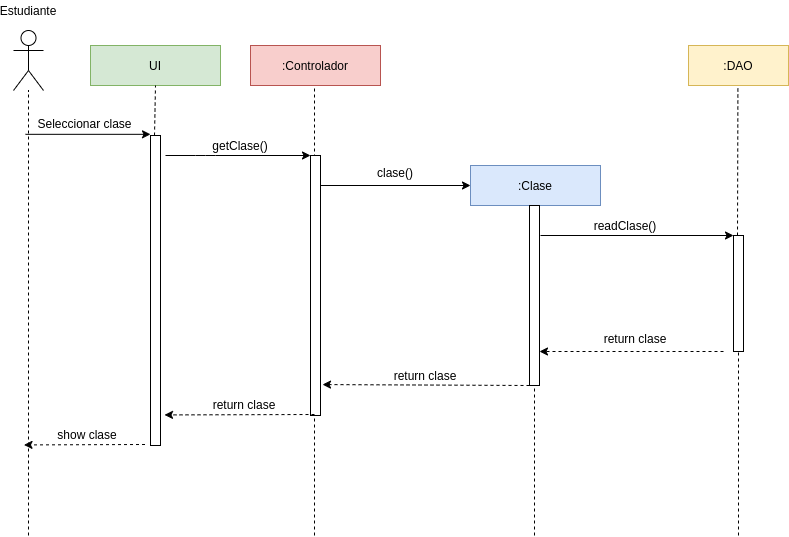 Estudiante
UI
:Controlador
:DAO
Seleccionar clase
getClase()
clase()
:Clase
readClase()
return clase
return clase
return clase
show clase